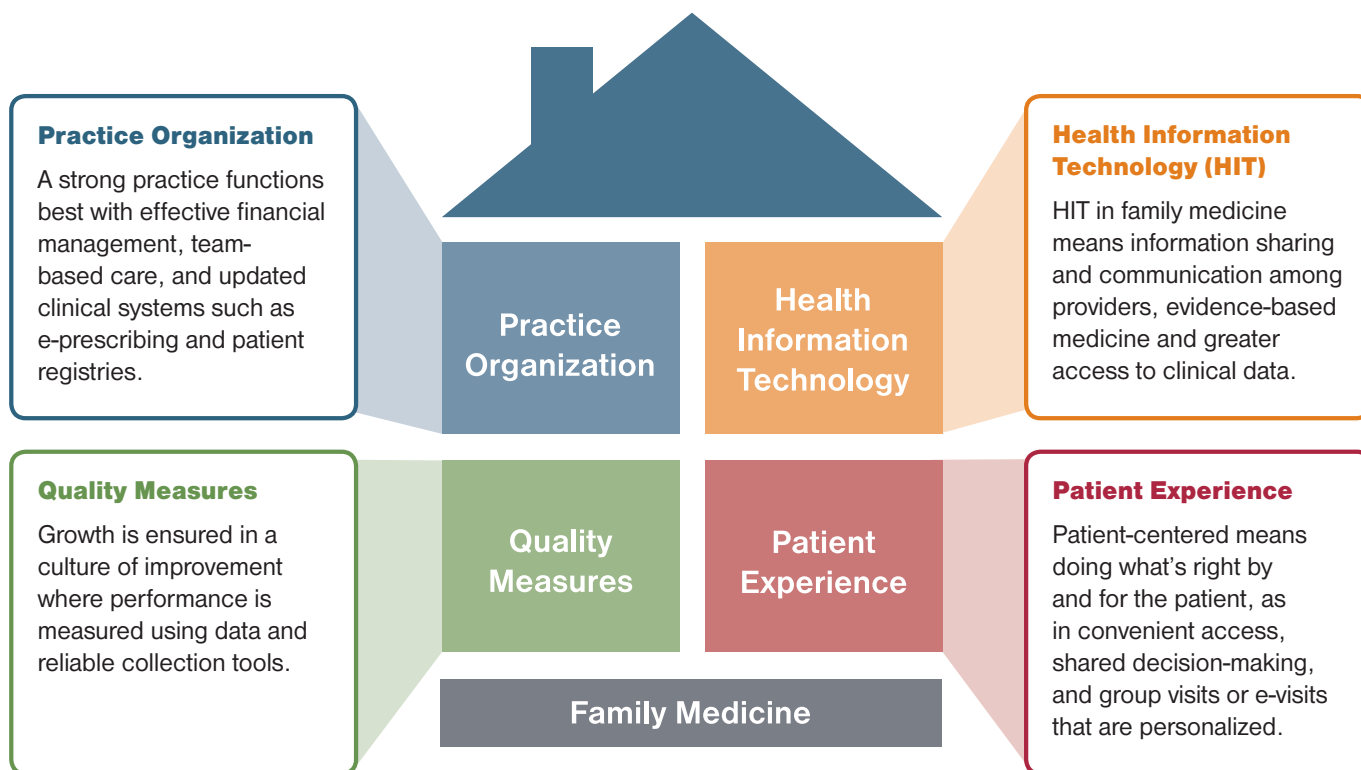 Practice Organization
A strong practice functions
best with effective financial
management, team-
based care, and updated
clinical systems such as
e-prescribing and patient
registries.
Practice
Organization
Health
Information
Technology
Health Information
Technology (HIT)
HIT in family medicine
means information sharing
and communication among
providers, evidence-based
medicine and greater
access to clinical data.
Quality Measures
Growth is ensured in a
culture of improvement
where performance is
measured using data and
reliable collection tools.
Quality
Measures
Patient
Experience
Patient Experience
Patient-centered means
doing what's right by
and for the patient, as
in convenient access,
shared decision-making,
and group visits or e-visits
that are personalized.
Family Medicine